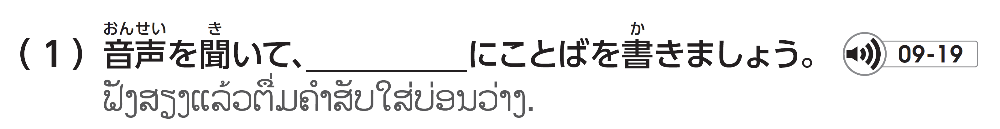 おんせい き か
（1）音声を聞いて、＿＿＿＿＿にことばを書きましょう。 09-19
ຟັງສຽງແລ້ວຕື່ມຄຳສັບໃສ່ບ່ອນວ່າງ.